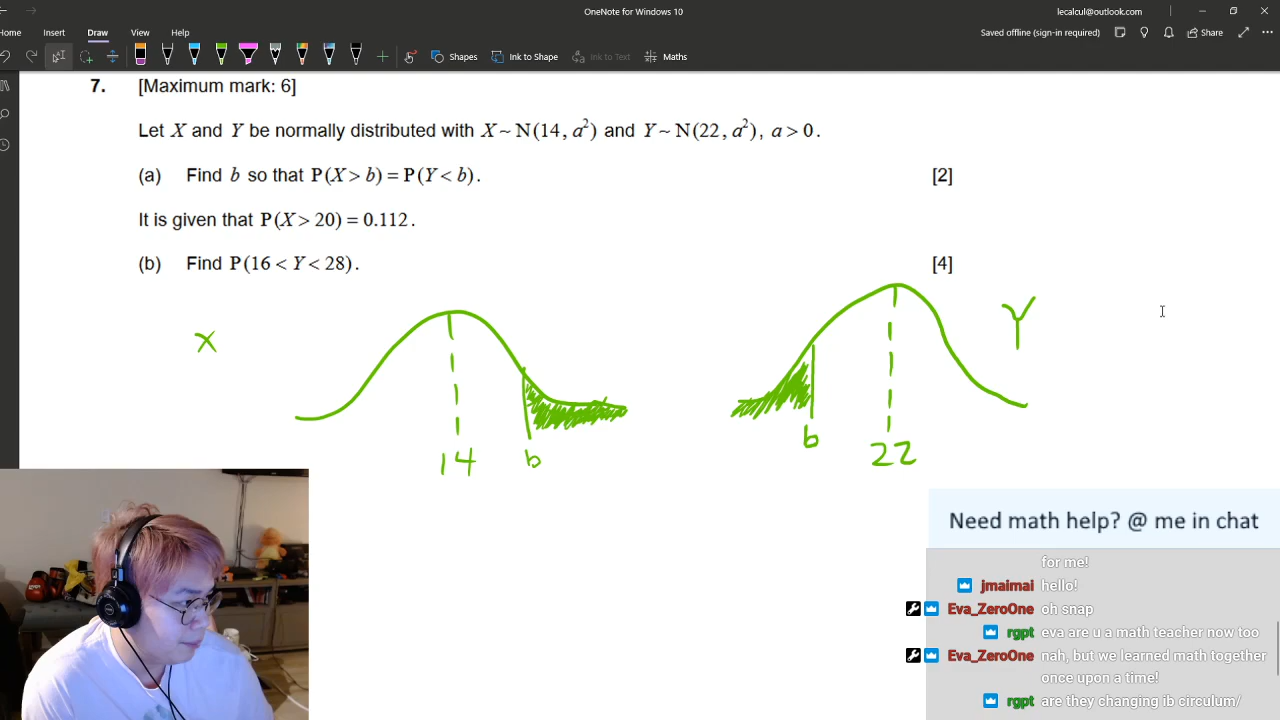 OneNote for Windows 10
lecalcul@outlook.com
Home
Insert
Draw
View
Help
Saved offline (sign-in required)
Share
Shapes
Ink to Shape
Ink to Text
Maths
7. [Maximum mark: 6]
Let X and Y be normally distributed with X ~ N(14, a²) and Y ~ N(22, a²), a > 0.
(a) Find b so that P(X > b) = P(Y < b). [2]
It is given that P(X > 20) = 0.112.
(b) Find P(16 < Y < 28). [4]
X
Y
14
b
b
22
Need math help? @ me in chat
for me!
jmaimai hello!
Eva_ZeroOne oh snap
rgpt eva are u a math teacher now too
Eva_ZeroOne nah, but we learned math together
once upon a time!
rgpt are they changing ib circulum/